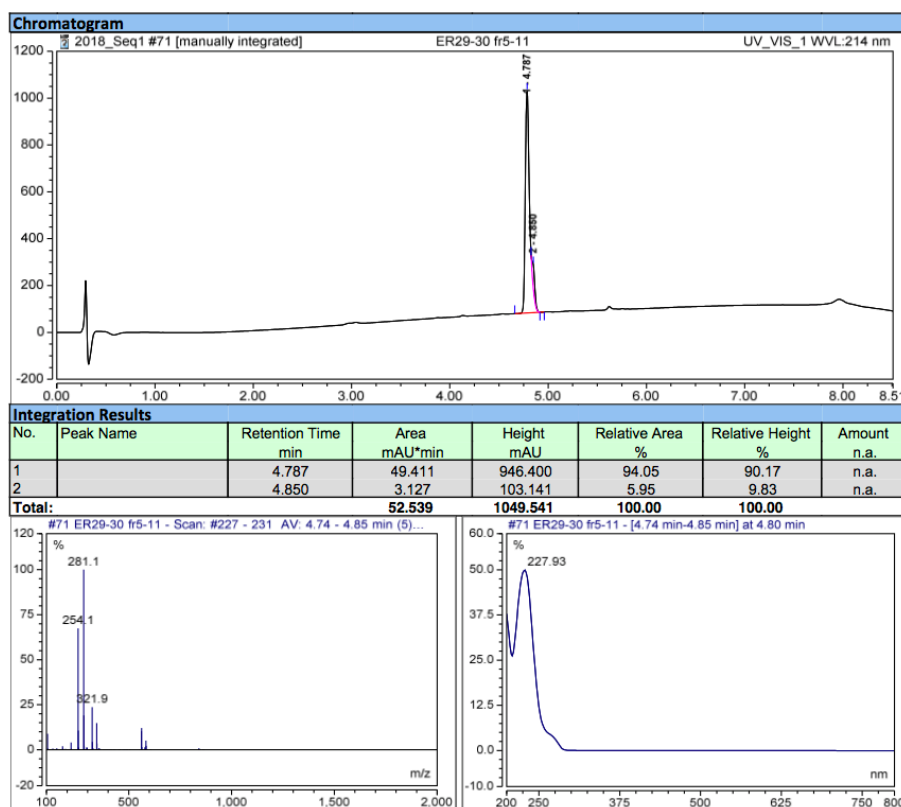 Chromatogram
2018_Seq1 #71 [manually integrated] ER29-30 fr5-11 UV_VIS_1 WVL:214 nm
1200
1000
800
600
400
200
0
-200
1 - 4.787
2 - 4.850
0.00 1.00 2.00 3.00 4.00 5.00 6.00 7.00 8.00 8.51
Integration Results
No. Peak Name Retention Time Area Height Relative Area Relative Height Amount
min mAU*min mAU % % n.a.
1 4.787 49.411 946.400 94.05 90.17 n.a.
2 4.850 3.127 103.141 5.95 9.83 n.a.
Total: 52.539 1049.541 100.00 100.00
#71 ER29-30 fr5-11 - Scan: #227 - 231 AV: 4.74 - 4.85 min (5)...
120
100
75
50
25
0
-20
%
281.1
254.1
321.9
m/z
100 500 1.000 1.500 2.000
#71 ER29-30 fr5-11 - [4.74 min-4.85 min] at 4.80 min
60.0
50.0
37.5
25.0
12.5
0.0
-10.0
%
227.93
nm
200 250 375 500 625 750 800